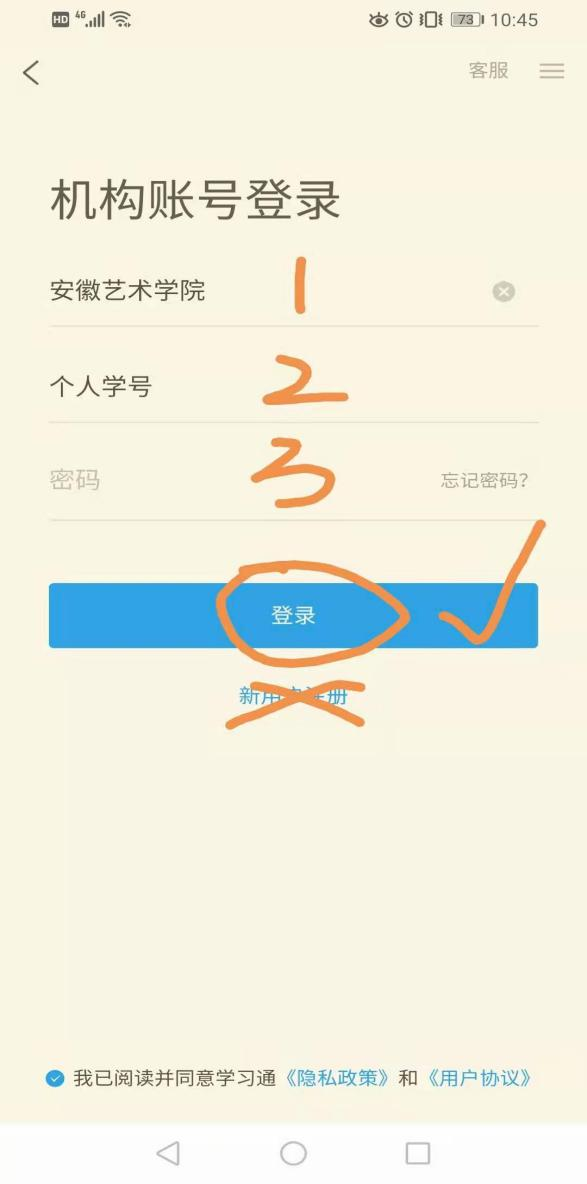 HD 4G 73 10:45
客服
机构账号登录
安徽艺术学院 1
个人学号 2
密码 3 忘记密码?
登录
新用户注册
我已阅读并同意学习通《隐私政策》和《用户协议》